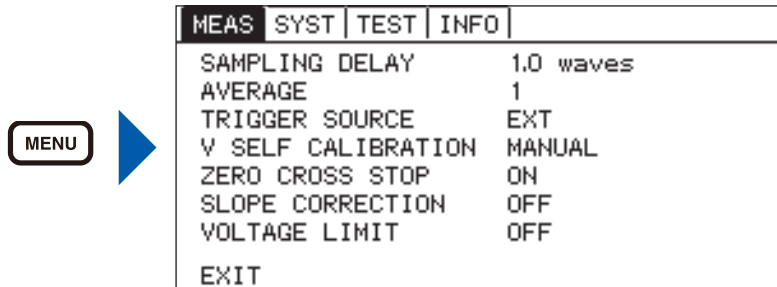 MENU
MEAS SYST TEST INFO
SAMPLING DELAY 1.0 waves
AVERAGE 1
TRIGGER SOURCE EXT
V SELF CALIBRATION MANUAL
ZERO CROSS STOP ON
SLOPE CORRECTION OFF
VOLTAGE LIMIT OFF
EXIT